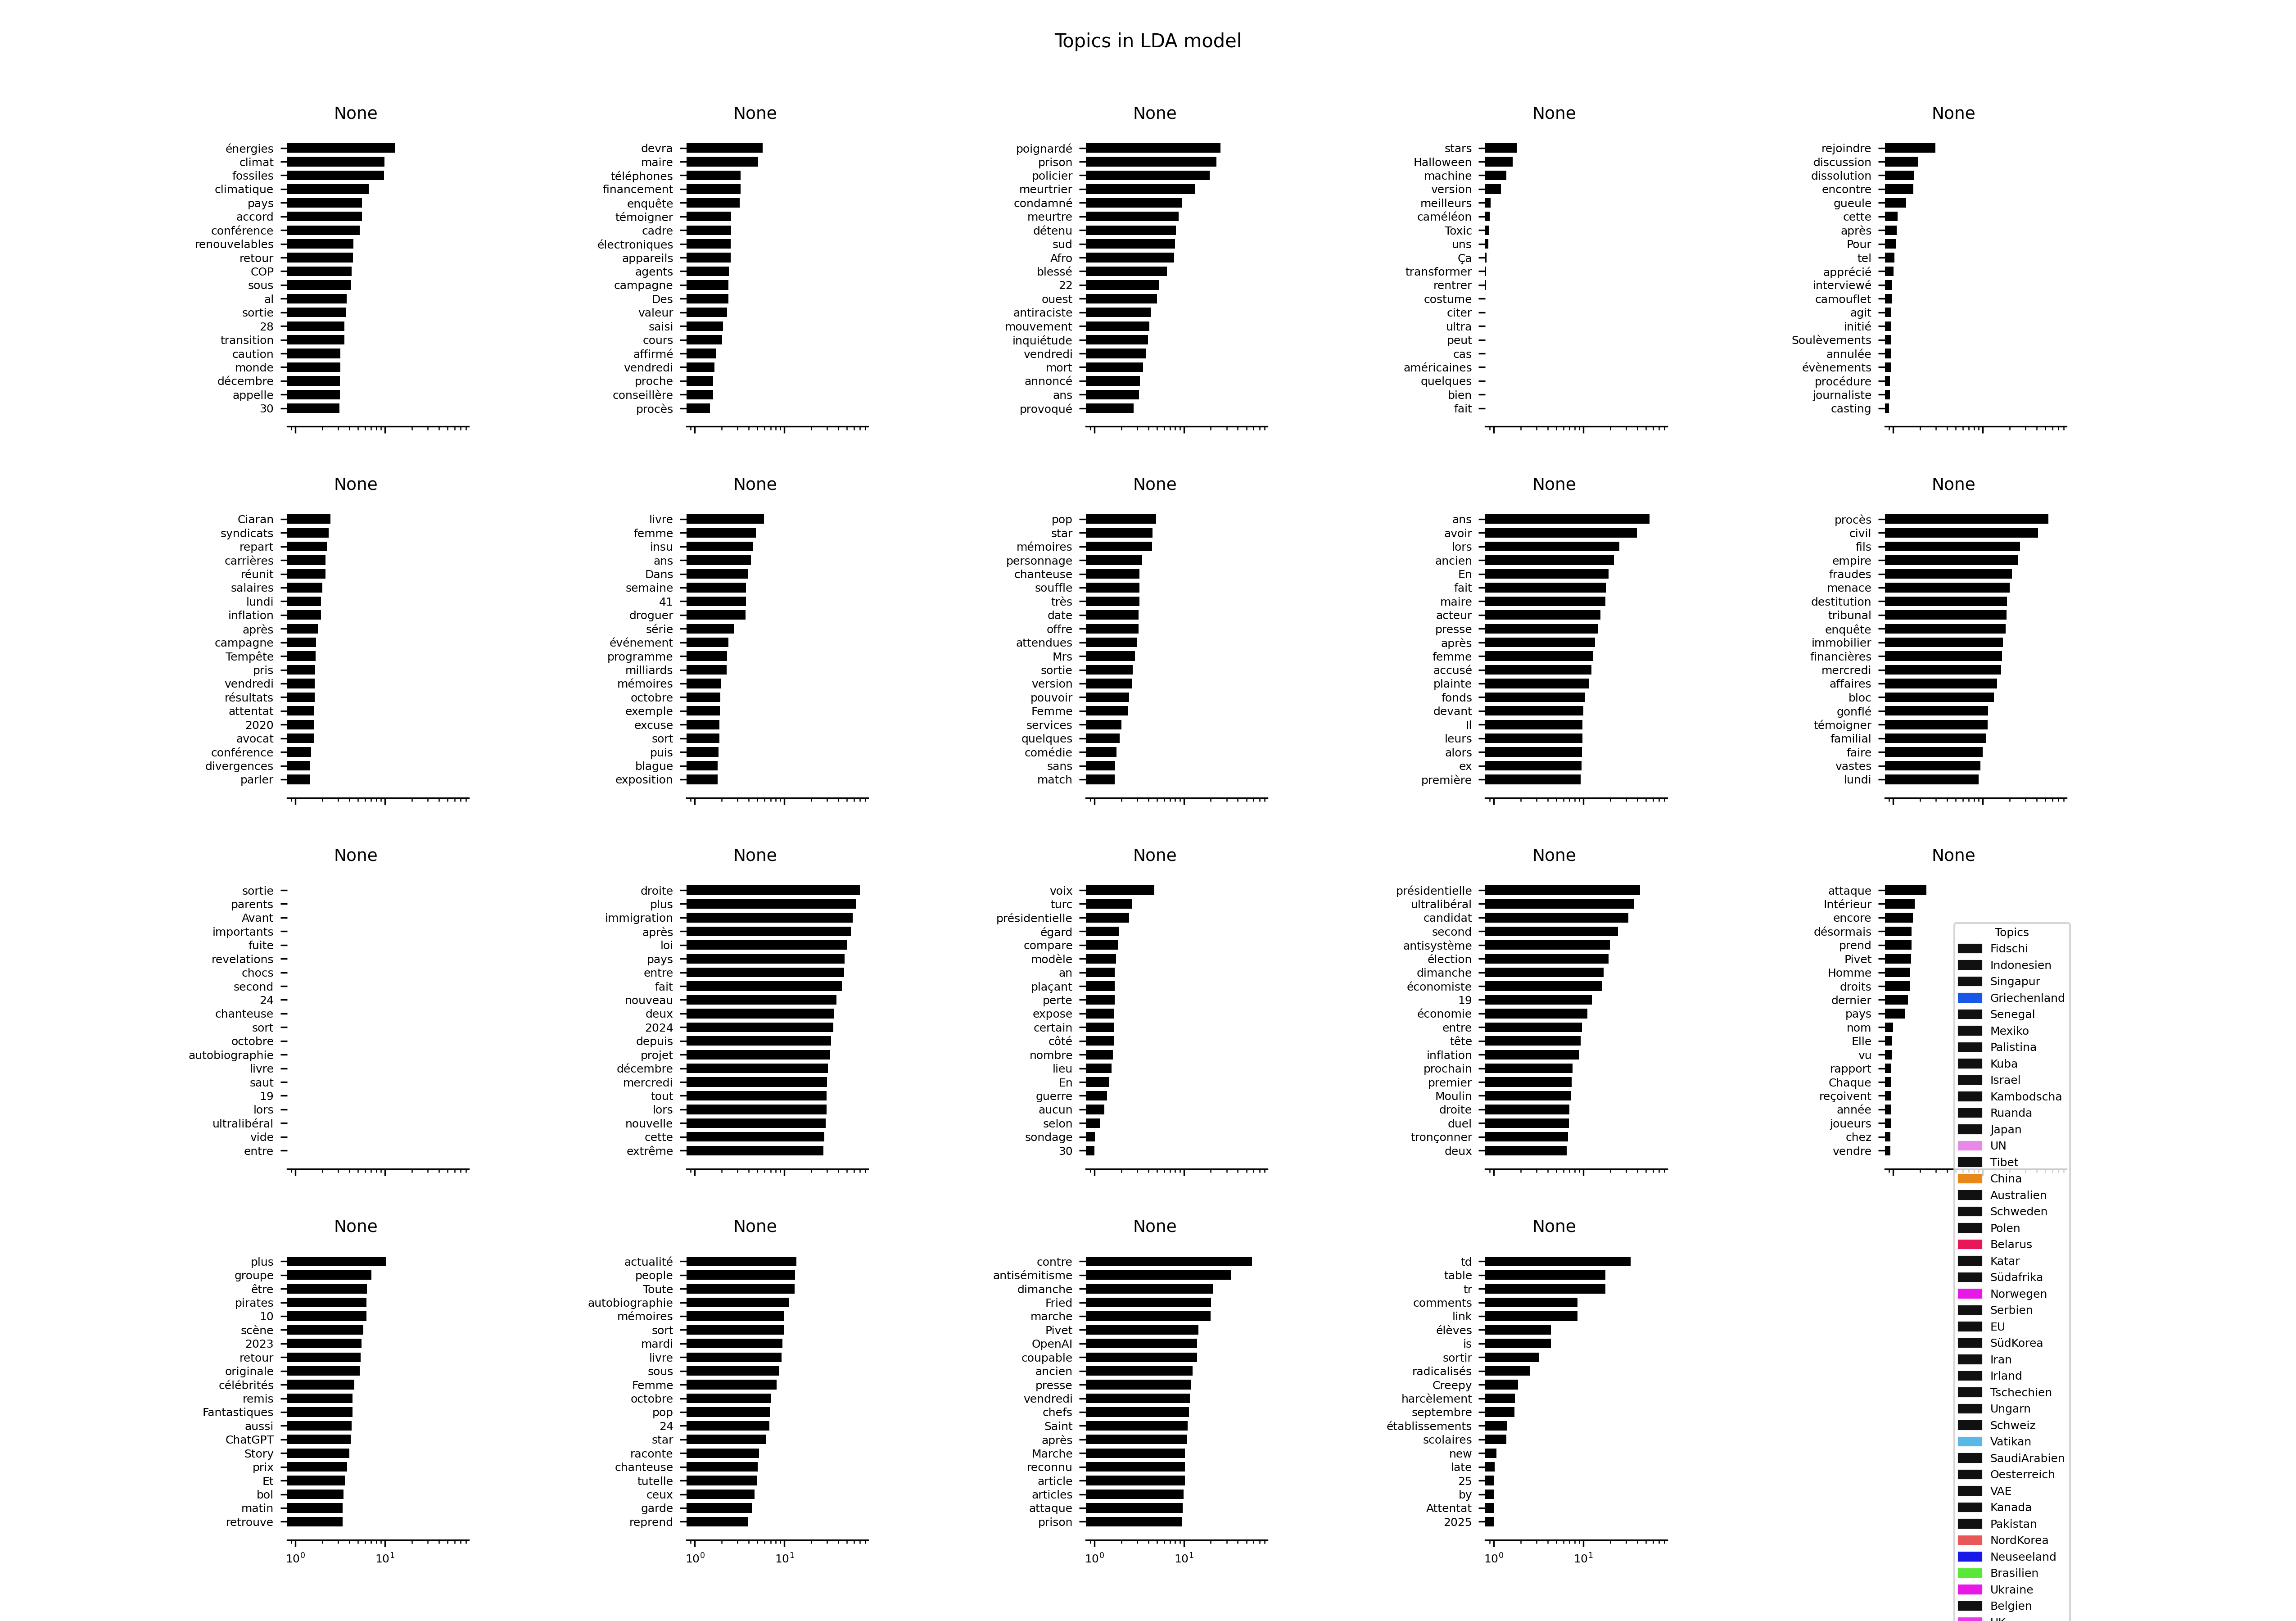 Topics in LDA model
None
énergies
climat
fossiles
climatique
pays
accord
conférence
renouvelables
retour
COP
sous
al
sortie
28
transition
caution
monde
décembre
appelle
30
None
devra
maire
téléphones
financement
enquête
témoigner
cadre
électroniques
appareils
agents
campagne
Des
valeur
saisi
cours
affirmé
vendredi
proche
conseillère
procès
None
poignardé
prison
policier
meurtrier
condamné
meurtre
détenu
sud
Afro
blessé
22
ouest
antiraciste
mouvement
inquiétude
vendredi
mort
annoncé
ans
provoqué
None
stars
Halloween
machine
version
meilleurs
caméléon
Toxic
uns
Ça
transformer
rentrer
costume
citer
ultra
peut
cas
américaines
quelques
bien
fait
None
rejoindre
discussion
dissolution
encontre
gueule
cette
après
Pour
tel
apprécié
interviewé
camouflet
agit
initié
Soulèvements
annulée
évènements
procédure
journaliste
casting
None
Ciaran
syndicats
repart
carrières
réunit
salaires
lundi
inflation
après
campagne
Tempête
pris
vendredi
résultats
attentat
2020
avocat
conférence
divergences
parler
None
livre
femme
insu
ans
Dans
semaine
41
droguer
série
événement
programme
milliards
mémoires
octobre
exemple
excuse
sort
puis
blague
exposition
None
pop
star
mémoires
personnage
chanteuse
souffle
très
date
offre
attendues
Mrs
sortie
version
pouvoir
Femme
services
quelques
comédie
sans
match
None
ans
avoir
lors
ancien
En
fait
maire
acteur
presse
après
femme
accusé
plainte
fonds
devant
Il
leurs
alors
ex
première
None
procès
civil
fils
empire
fraudes
menace
destitution
tribunal
enquête
immobilier
financières
mercredi
affaires
bloc
gonflé
témoigner
familial
faire
vastes
lundi
None
sortie
parents
Avant
importants
fuite
revelations
chocs
second
24
chanteuse
sort
octobre
autobiographie
livre
saut
19
lors
ultralibéral
vide
entre
None
droite
plus
immigration
après
loi
pays
entre
fait
nouveau
deux
2024
depuis
projet
décembre
mercredi
tout
lors
nouvelle
cette
extrême
None
voix
turc
présidentielle
égard
compare
modèle
an
plaçant
perte
expose
certain
côté
nombre
lieu
En
guerre
aucun
selon
sondage
30
None
présidentielle
ultralibéral
candidat
second
antisystème
élection
dimanche
économiste
19
économie
entre
tête
inflation
prochain
premier
Moulin
droite
duel
tronçonner
deux
None
attaque
Intérieur
encore
désormais
prend
Pivet
Homme
droits
dernier
pays
nom
Elle
vu
rapport
Chaque
reçoivent
année
joueurs
chez
vendre
None
plus
groupe
être
pirates
10
scène
2023
retour
originale
célébrités
remis
Fantastiques
aussi
ChatGPT
Story
prix
Et
bol
matin
retrouve
10⁰ 10¹
None
actualité
people
Toute
autobiographie
mémoires
sort
mardi
livre
sous
Femme
octobre
pop
24
star
raconte
chanteuse
tutelle
ceux
garde
reprend
10⁰ 10¹
None
contre
antisémitisme
dimanche
Fried
marche
Pivet
OpenAI
coupable
ancien
presse
vendredi
chefs
Saint
après
Marche
reconnu
article
articles
attaque
prison
10⁰ 10¹
None
td
table
tr
comments
link
élèves
is
sortir
radicalisés
Creepy
harcèlement
septembre
établissements
scolaires
new
late
25
by
Attentat
2025
10⁰ 10¹
Topics
Fidschi
Indonesien
Singapur
Griechenland
Senegal
Mexiko
Palistina
Kuba
Israel
Kambodscha
Ruanda
Japan
UN
Tibet
China
Australien
Schweden
Polen
Belarus
Katar
Südafrika
Norwegen
Serbien
EU
SüdKorea
Iran
Irland
Tschechien
Ungarn
Schweiz
Vatikan
SaudiArabien
Oesterreich
VAE
Kanada
Pakistan
NordKorea
Neuseeland
Brasilien
Ukraine
Belgien